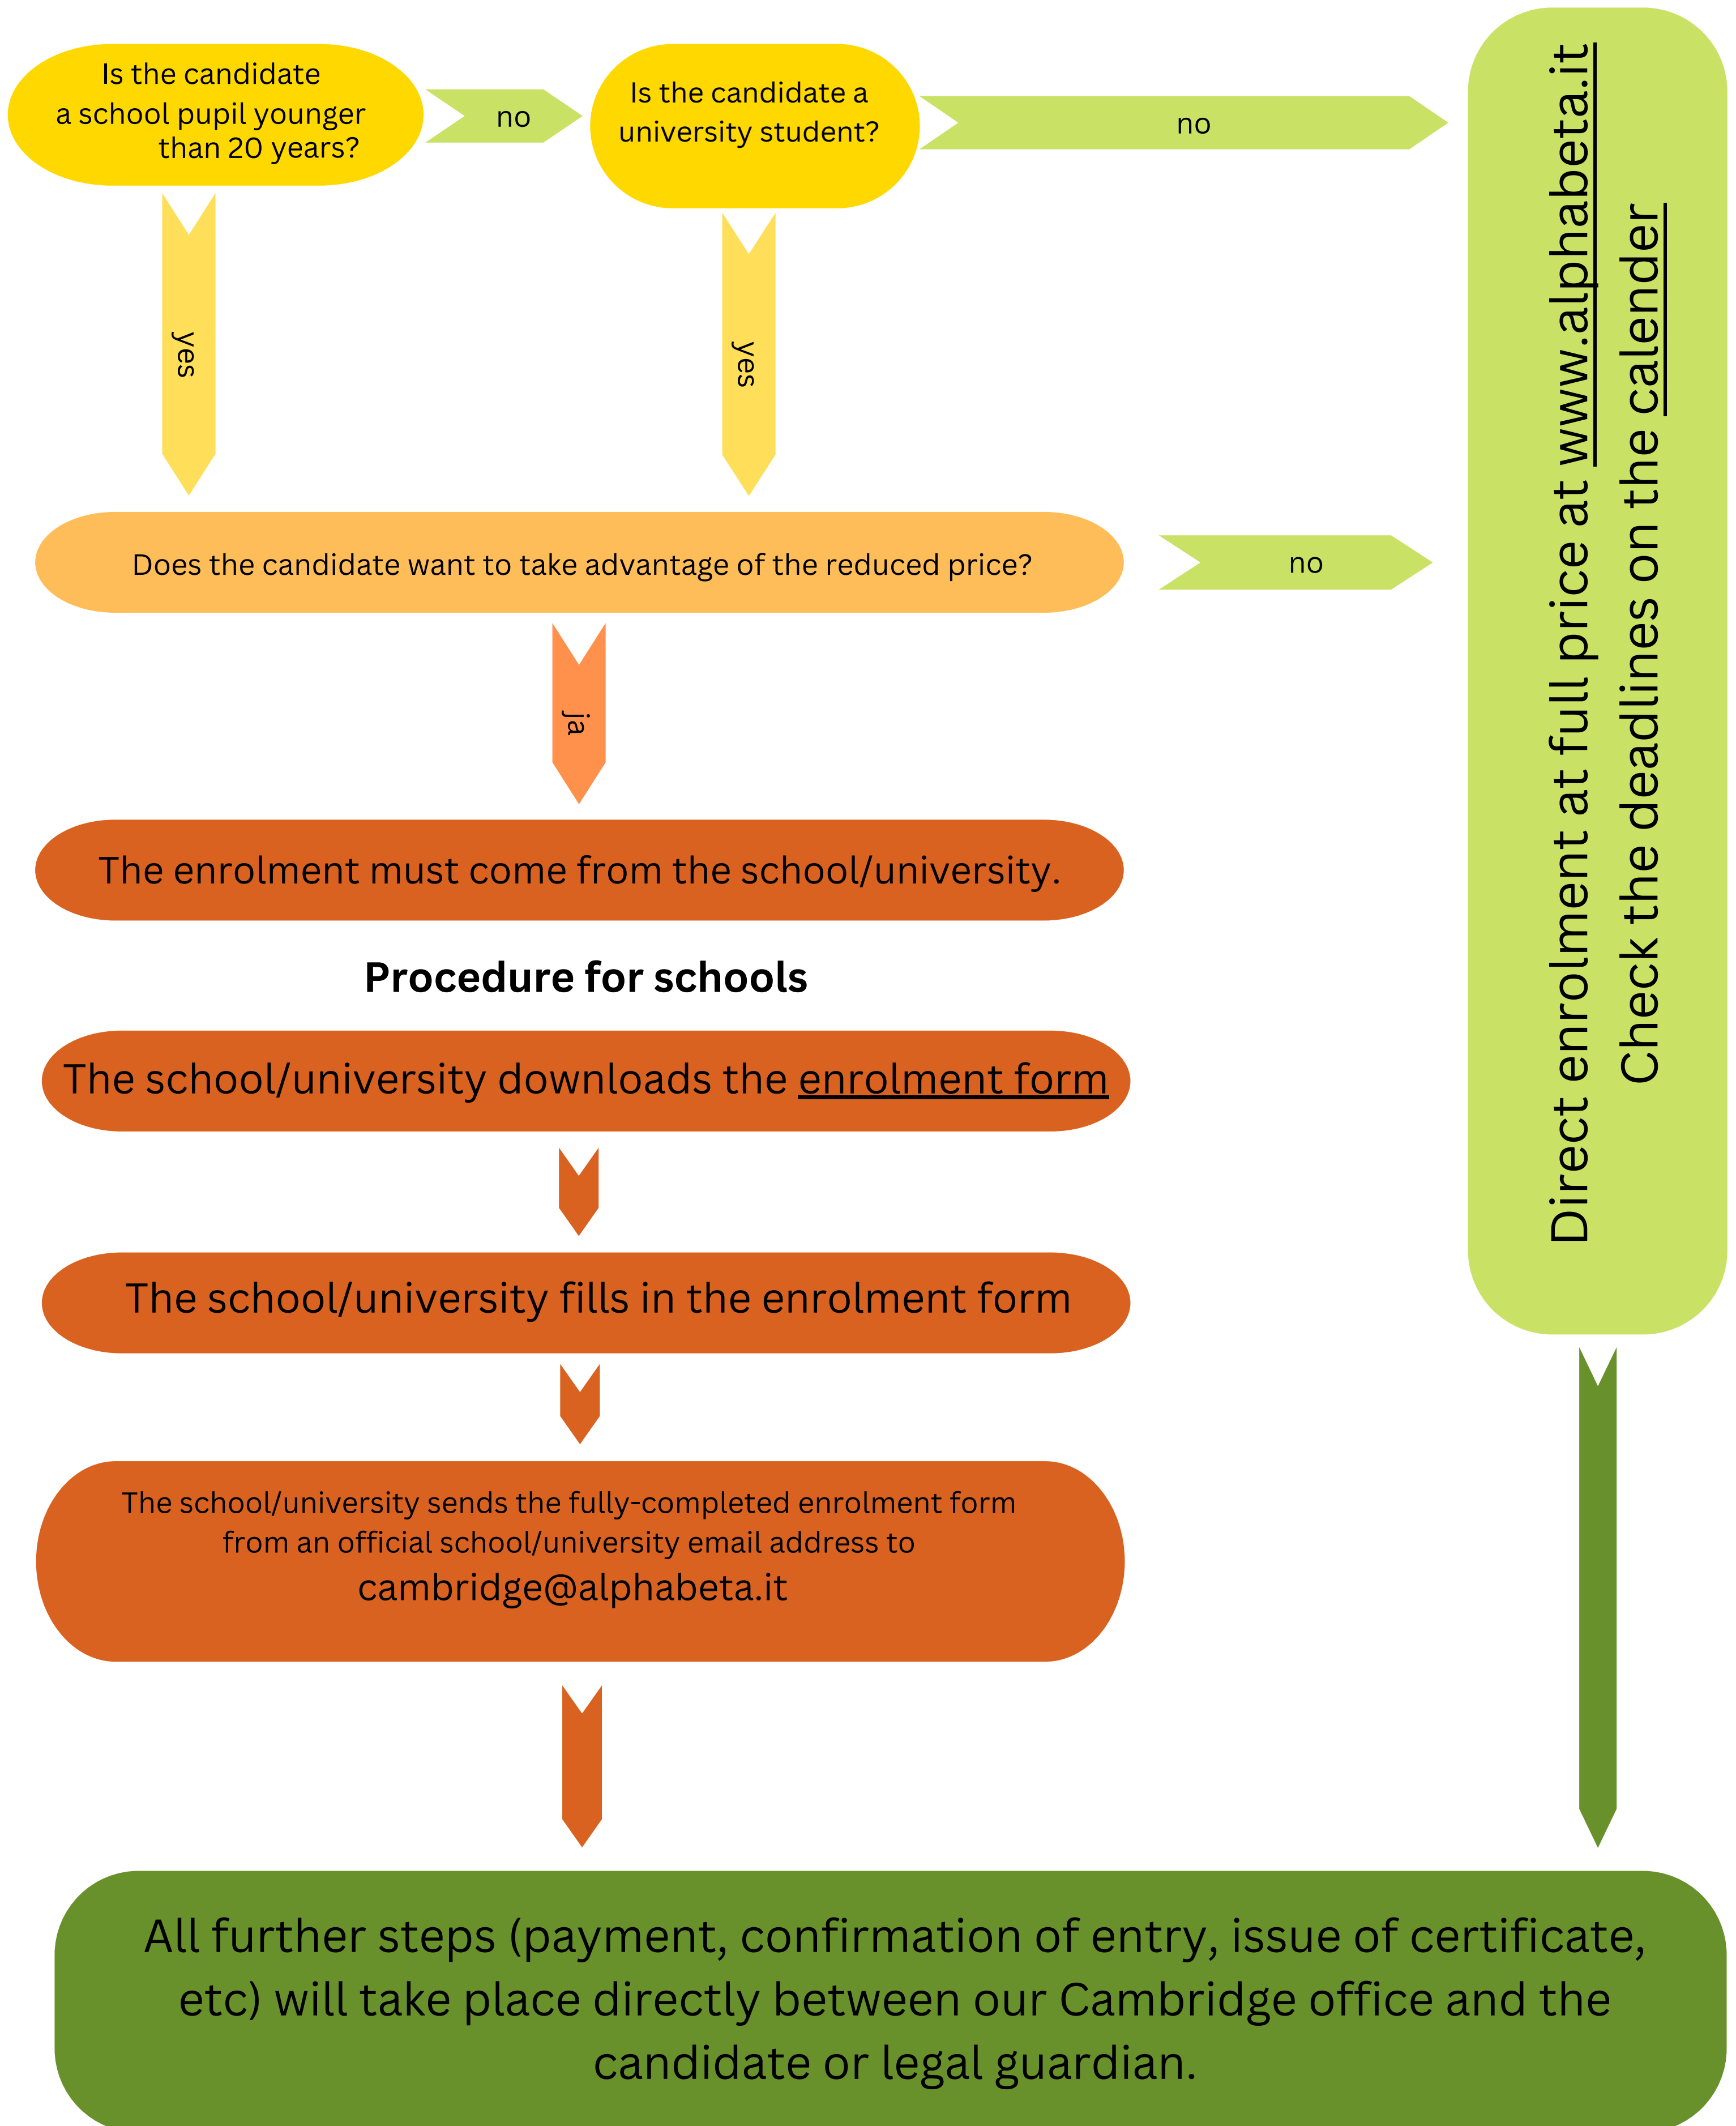 Is the candidate
a school pupil younger
than 20 years?
no
Is the candidate a
university student?
no
yes
yes
Does the candidate want to take advantage of the reduced price?
no
ja
The enrolment must come from the school/university.
Procedure for schools
The school/university downloads the enrolment form
The school/university fills in the enrolment form
The school/university sends the fully-completed enrolment form
from an official school/university email address to
cambridge@alphabeta.it
Direct enrolment at full price at www.alphabeta.it
Check the deadlines on the calender
All further steps (payment, confirmation of entry, issue of certificate,
etc) will take place directly between our Cambridge office and the
candidate or legal guardian.